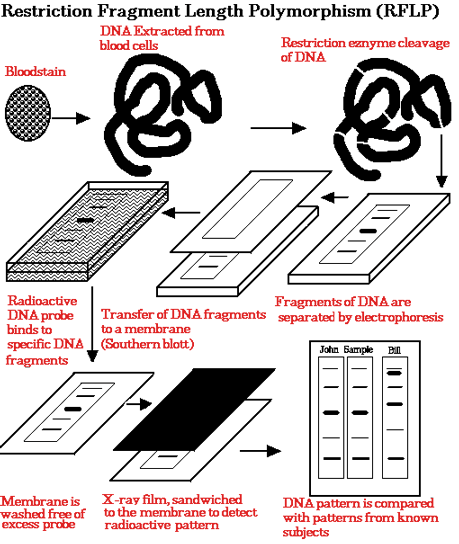 Restriction Fragment Length Polymorphism (RFLP)
DNA Extracted from
blood cells
Restriction eznyme cleavage
of DNA
Bloodstain
Radioactive
DNA probe
binds to
specific DNA
fragments
Transfer of DNA fragments
to a membrane
(Southern blott)
Fragments of DNA are
separated by electrophoresis
John Sample Bill
Membrane is
washed free of
excess probe
X-ray film, sandwiched
to the membrane to detect
radioactive pattern
DNA pattern is compared
with patterns from known
subjects